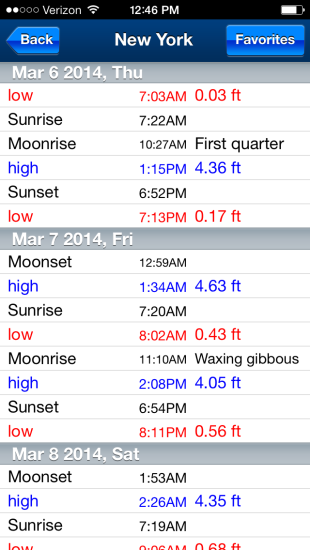 Verizon 12:46 PM
Back New York Favorites
Mar 6 2014, Thu
low 7:03AM 0.03 ft
Sunrise 7:22AM
Moonrise 10:27AM First quarter
high 1:15PM 4.36 ft
Sunset 6:52PM
low 7:13PM 0.17 ft
Mar 7 2014, Fri
Moonset 12:59AM
high 1:34AM 4.63 ft
Sunrise 7:20AM
low 8:02AM 0.43 ft
Moonrise 11:10AM Waxing gibbous
high 2:08PM 4.05 ft
Sunset 6:54PM
low 8:11PM 0.56 ft
Mar 8 2014, Sat
Moonset 1:53AM
high 2:26AM 4.35 ft
Sunrise 7:19AM
low 9:06AM 0.68 ft